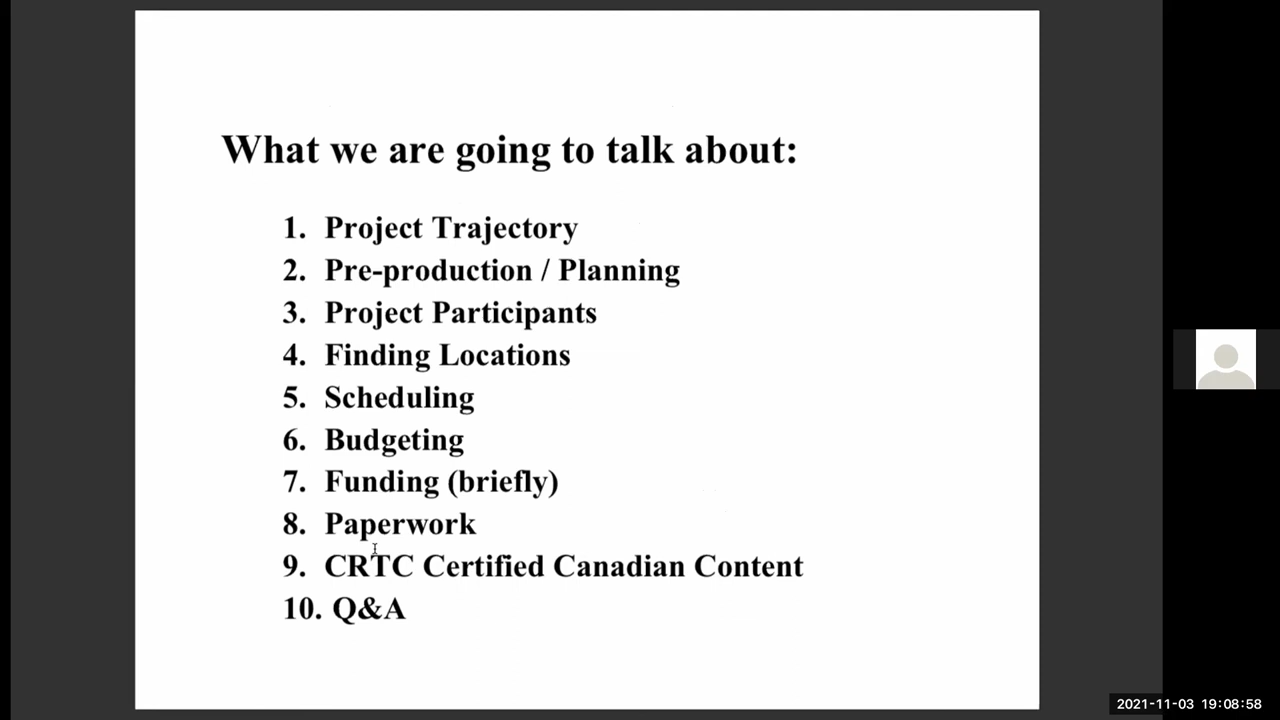 What we are going to talk about:
1. Project Trajectory
2. Pre-production / Planning
3. Project Participants
4. Finding Locations
5. Scheduling
6. Budgeting
7. Funding (briefly)
8. Paperwork
9. CRTC Certified Canadian Content
10. Q&A
2021-11-03 19:08:58